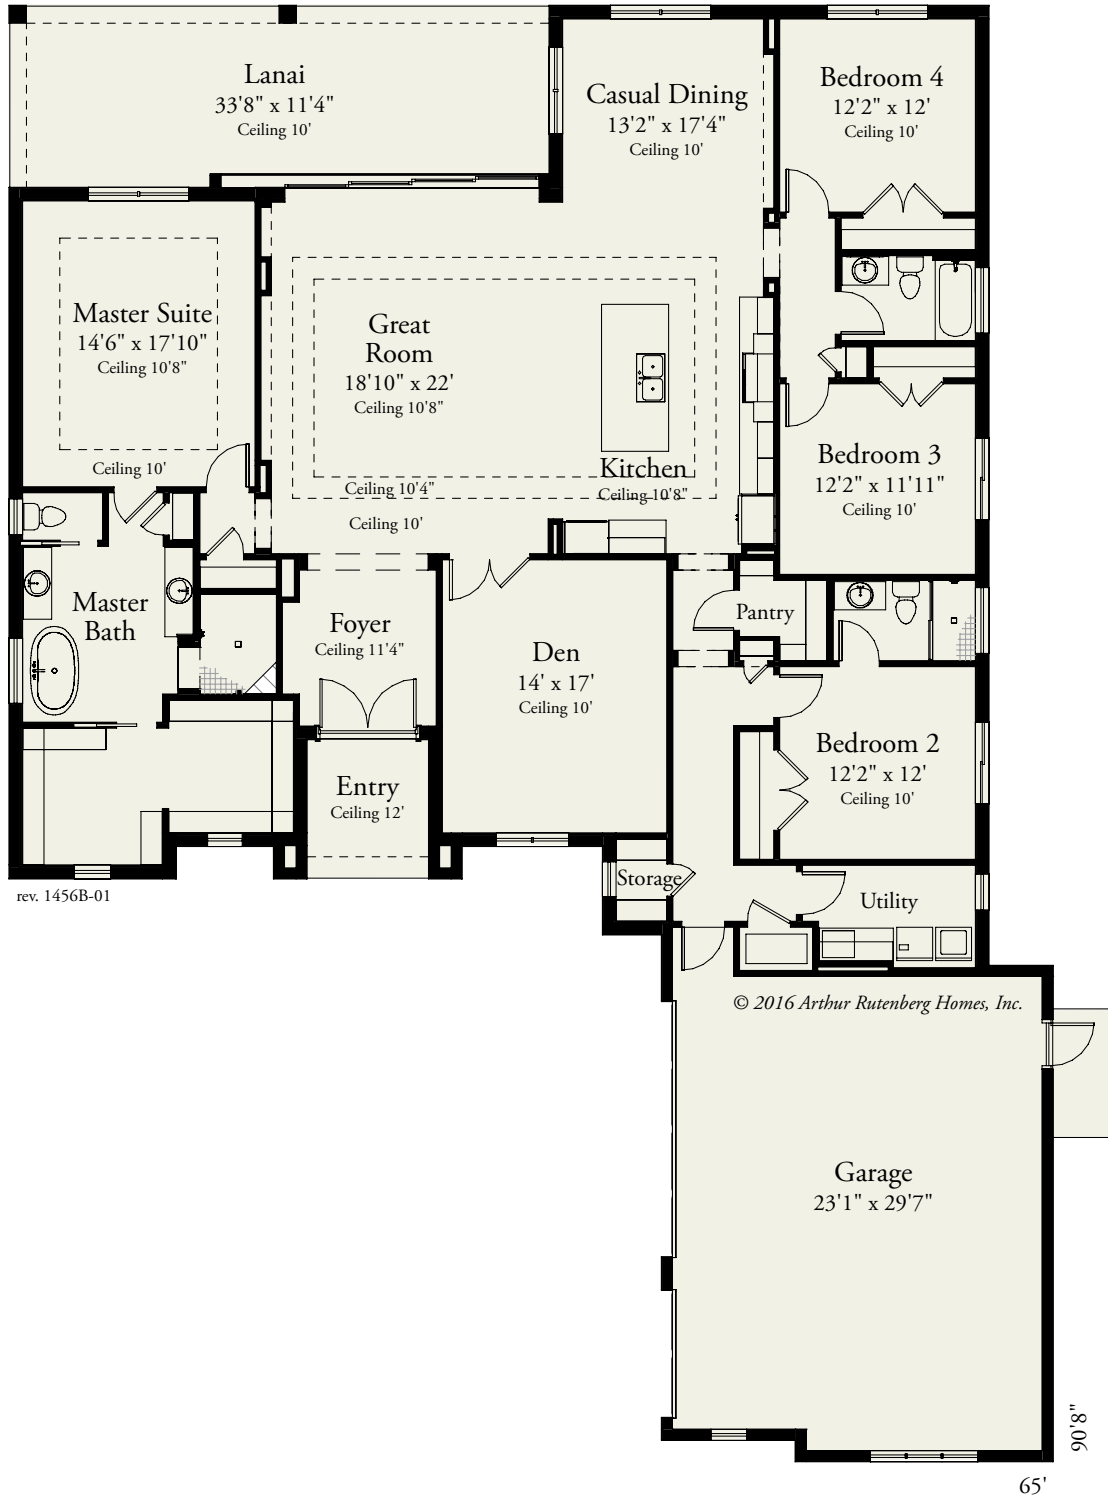 Lanai
33'8" x 11'4"
Ceiling 10'
Casual Dining
13'2" x 17'4"
Ceiling 10'
Bedroom 4
12'2" x 12'
Ceiling 10'
Master Suite
14'6" x 17'10"
Ceiling 10'8"
Ceiling 10'
Great
Room
18'10" x 22'
Ceiling 10'8"
Ceiling 10'4"
Ceiling 10'
Kitchen
Ceiling 10'8"
Bedroom 3
12'2" x 11'11"
Ceiling 10'
Master
Bath
Foyer
Ceiling 11'4"
Den
14' x 17'
Ceiling 10'
Pantry
Bedroom 2
12'2" x 12'
Ceiling 10'
Entry
Ceiling 12'
Storage
Utility
rev. 1456B-01
© 2016 Arthur Rutenberg Homes, Inc.
Garage
23'1" x 29'7"
90'8"
65'